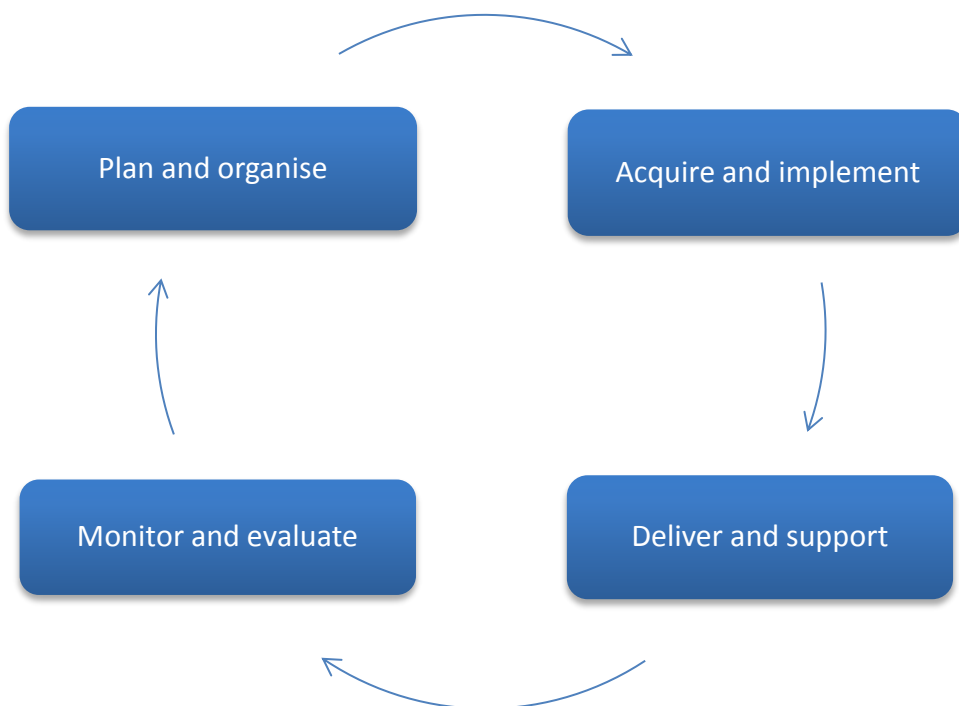 Plan and organise
Acquire and implement
Monitor and evaluate
Deliver and support